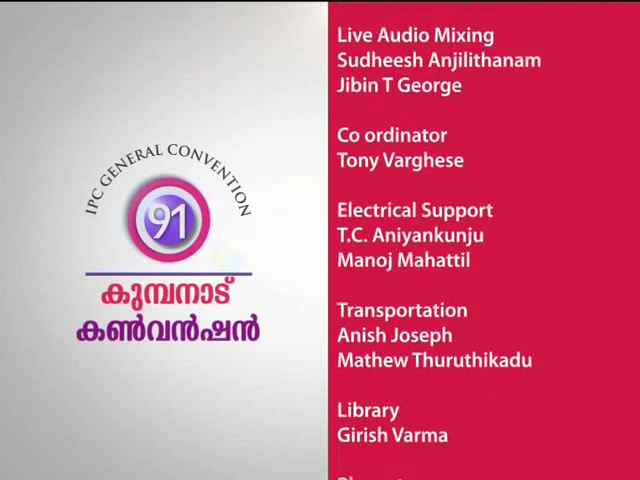 IPC GENERAL CONVENTION
91
കുമ്പനാട്
കൺവൻഷൻ
Live Audio Mixing
Sudheesh Anjilithanam
Jibin T George
Co ordinator
Tony Varghese
Electrical Support
T.C. Aniyankunju
Manoj Mahattil
Transportation
Anish Joseph
Mathew Thuruthikadu
Library
Girish Varma